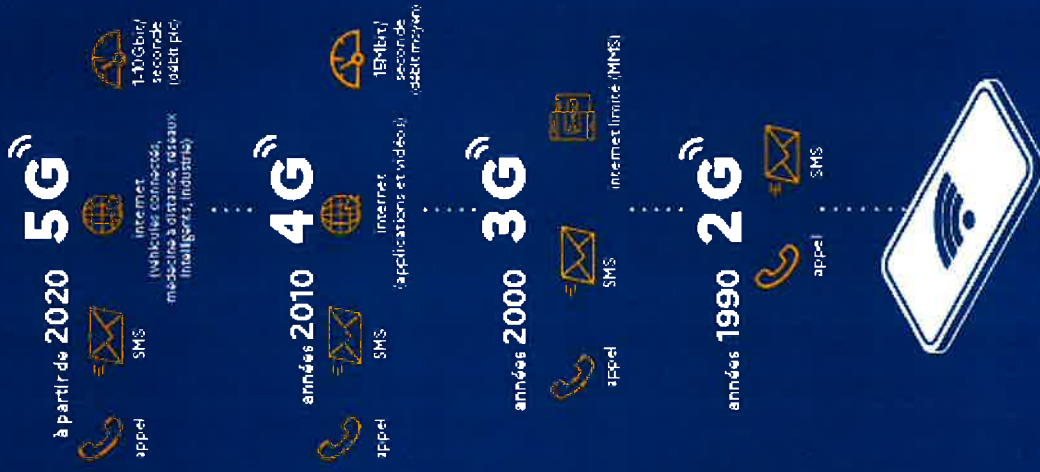 à partir de 2020 5G
appel
SMS
internet
(véhicules connectés,
médecine à distance, réseaux
intelligents, industrie)
1-10Gbit/
seconde
(débit pic)
années 2010 4G
appel
SMS
internet
(applications et vidéos)
15Mbit/
seconde
(débit moyen)
années 2000 3G
appel
SMS
internet limité (MMS)
années 1990 2G
appel
SMS